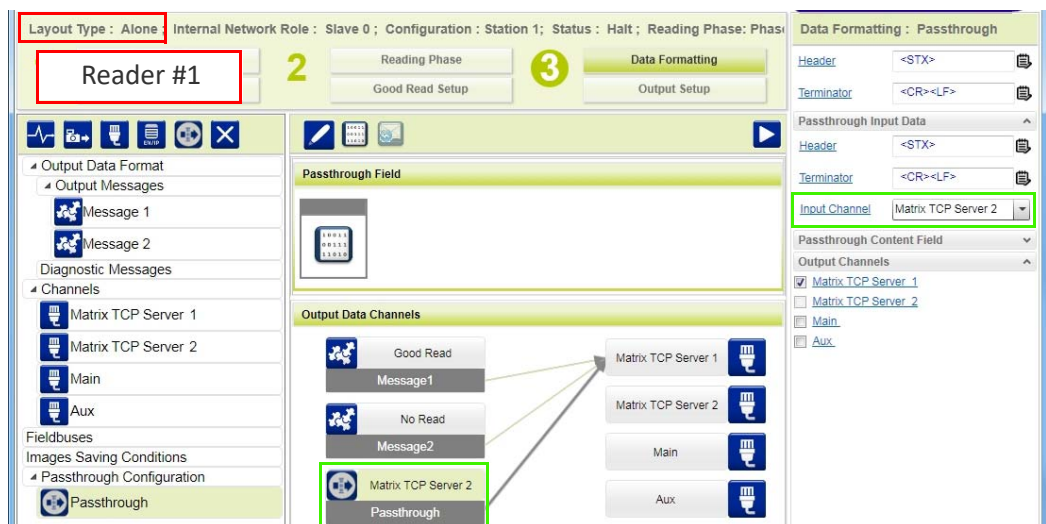 Layout Type : Alone ; Internal Network Role : Slave 0 ; Configuration : Station 1; Status : Halt ; Reading Phase: Phase
Reader #1
2
Reading Phase
Good Read Setup
3
Data Formatting
Output Setup
Output Data Format
Output Messages
Message 1
Message 2
Diagnostic Messages
Channels
Matrix TCP Server 1
Matrix TCP Server 2
Main
Aux
Fieldbuses
Images Saving Conditions
Passthrough Configuration
Passthrough
Passthrough Field
10011
00111
11010
Output Data Channels
Good Read
Message1
No Read
Message2
Matrix TCP Server 2
Passthrough
Matrix TCP Server 1
Matrix TCP Server 2
Main
Aux
Data Formatting : Passthrough
Header <STX>
Terminator <CR><LF>
Passthrough Input Data
Header <STX>
Terminator <CR><LF>
Input Channel Matrix TCP Server 2
Passthrough Content Field
Output Channels
Matrix TCP Server 1
Matrix TCP Server 2
Main
Aux